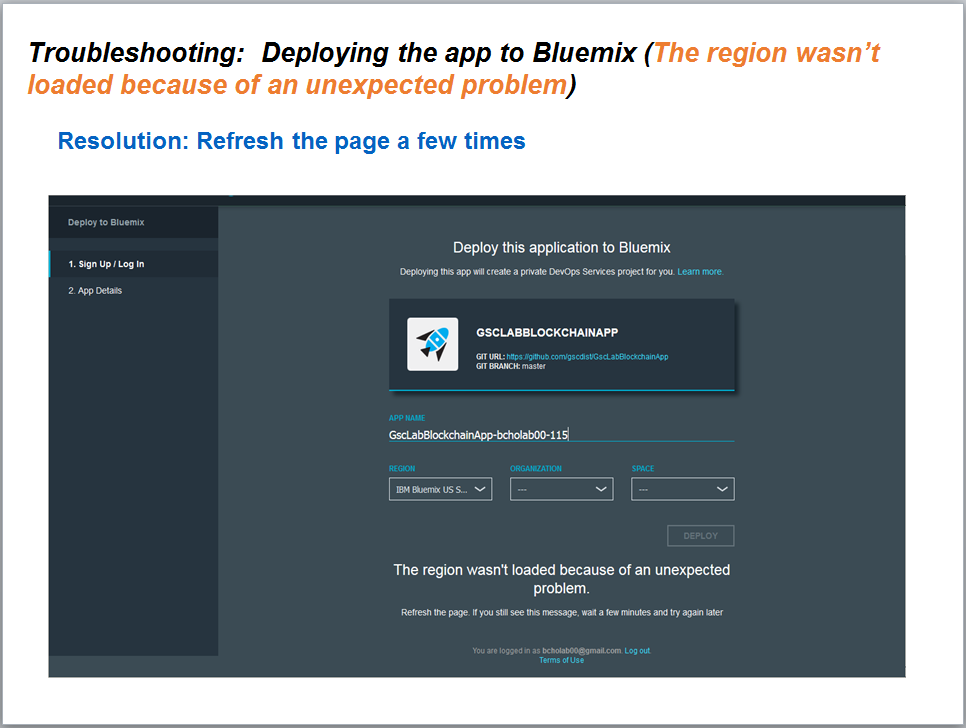 Troubleshooting:  Deploying the app to Bluemix (The region wasn’t
loaded because of an unexpected problem)
Resolution: Refresh the page a few times
Deploy to Bluemix
1. Sign Up / Log In
2. App Details
Deploy this application to Bluemix
Deploying this app will create a private DevOps Services project for you. Learn more.
GSCLABBLOCKCHAINAPP
GIT URL: https://github.com/gscdist/GscLabBlockchainApp
GIT BRANCH: master
APP NAME
GscLabBlockchainApp-bcholab00-115
REGION ORGANIZATION SPACE
IBM Bluemix US S... --- ---
DEPLOY
The region wasn't loaded because of an unexpected
problem.
Refresh the page. If you still see this message, wait a few minutes and try again later
You are logged in as bcholab00@gmail.com. Log out.
Terms of Use